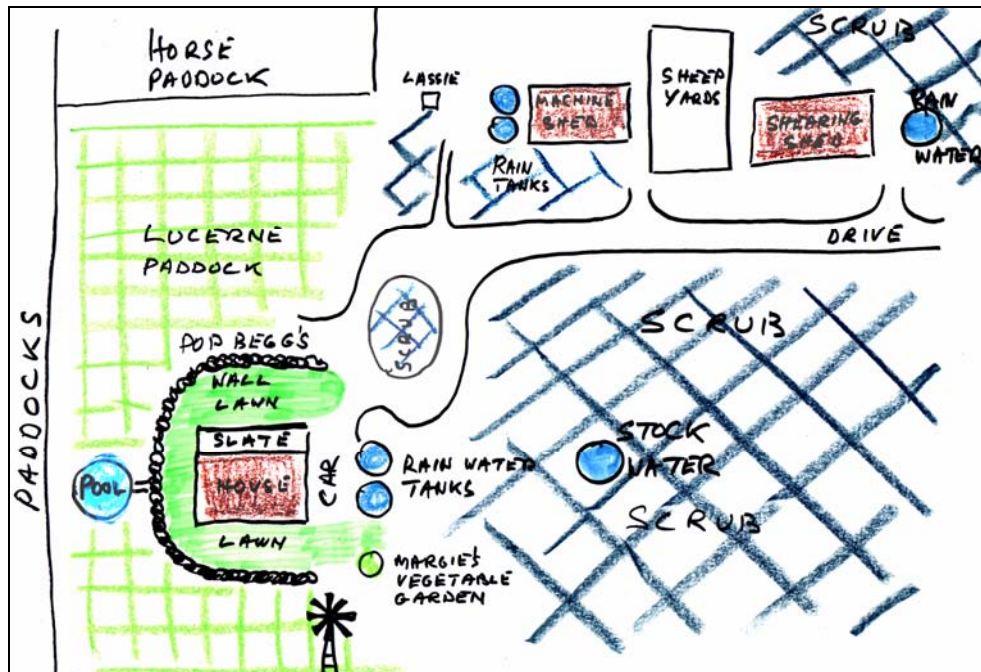 HORSE
PADDOCK
LASSIE
MACHINE
SHED
RAIN
TANKS
SHEEP
YARDS
SHEARING
SHED
SCRUB
RAIN
WATER
DRIVE
LUCERNE
PADDOCK
PADDOCKS
SCRUB
POP BEGG'S
WALL
LAWN
SLATE
HOUSE
CAR
POOL
LAWN
RAIN WATER
TANKS
MARGIE'S
VEGETABLE
GARDEN
SCRUB
STOCK
WATER
SCRUB